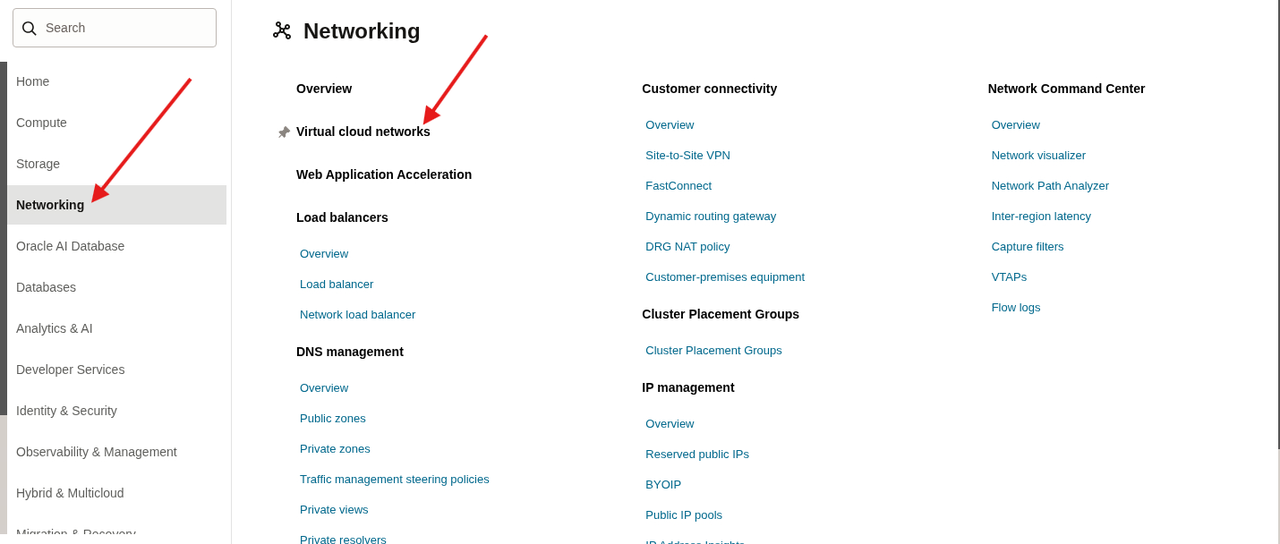 Search
Home
Compute
Storage
Networking
Oracle AI Database
Databases
Analytics & AI
Developer Services
Identity & Security
Observability & Management
Hybrid & Multicloud
Migration & Recovery
Networking
Overview
Virtual cloud networks
Web Application Acceleration
Load balancers
Overview
Load balancer
Network load balancer
DNS management
Overview
Public zones
Private zones
Traffic management steering policies
Private views
Private resolvers
Customer connectivity
Overview
Site-to-Site VPN
FastConnect
Dynamic routing gateway
DRG NAT policy
Customer-premises equipment
Cluster Placement Groups
Cluster Placement Groups
IP management
Overview
Reserved public IPs
BYOIP
Public IP pools
IP Address Insights
Network Command Center
Overview
Network visualizer
Network Path Analyzer
Inter-region latency
Capture filters
VTAPs
Flow logs